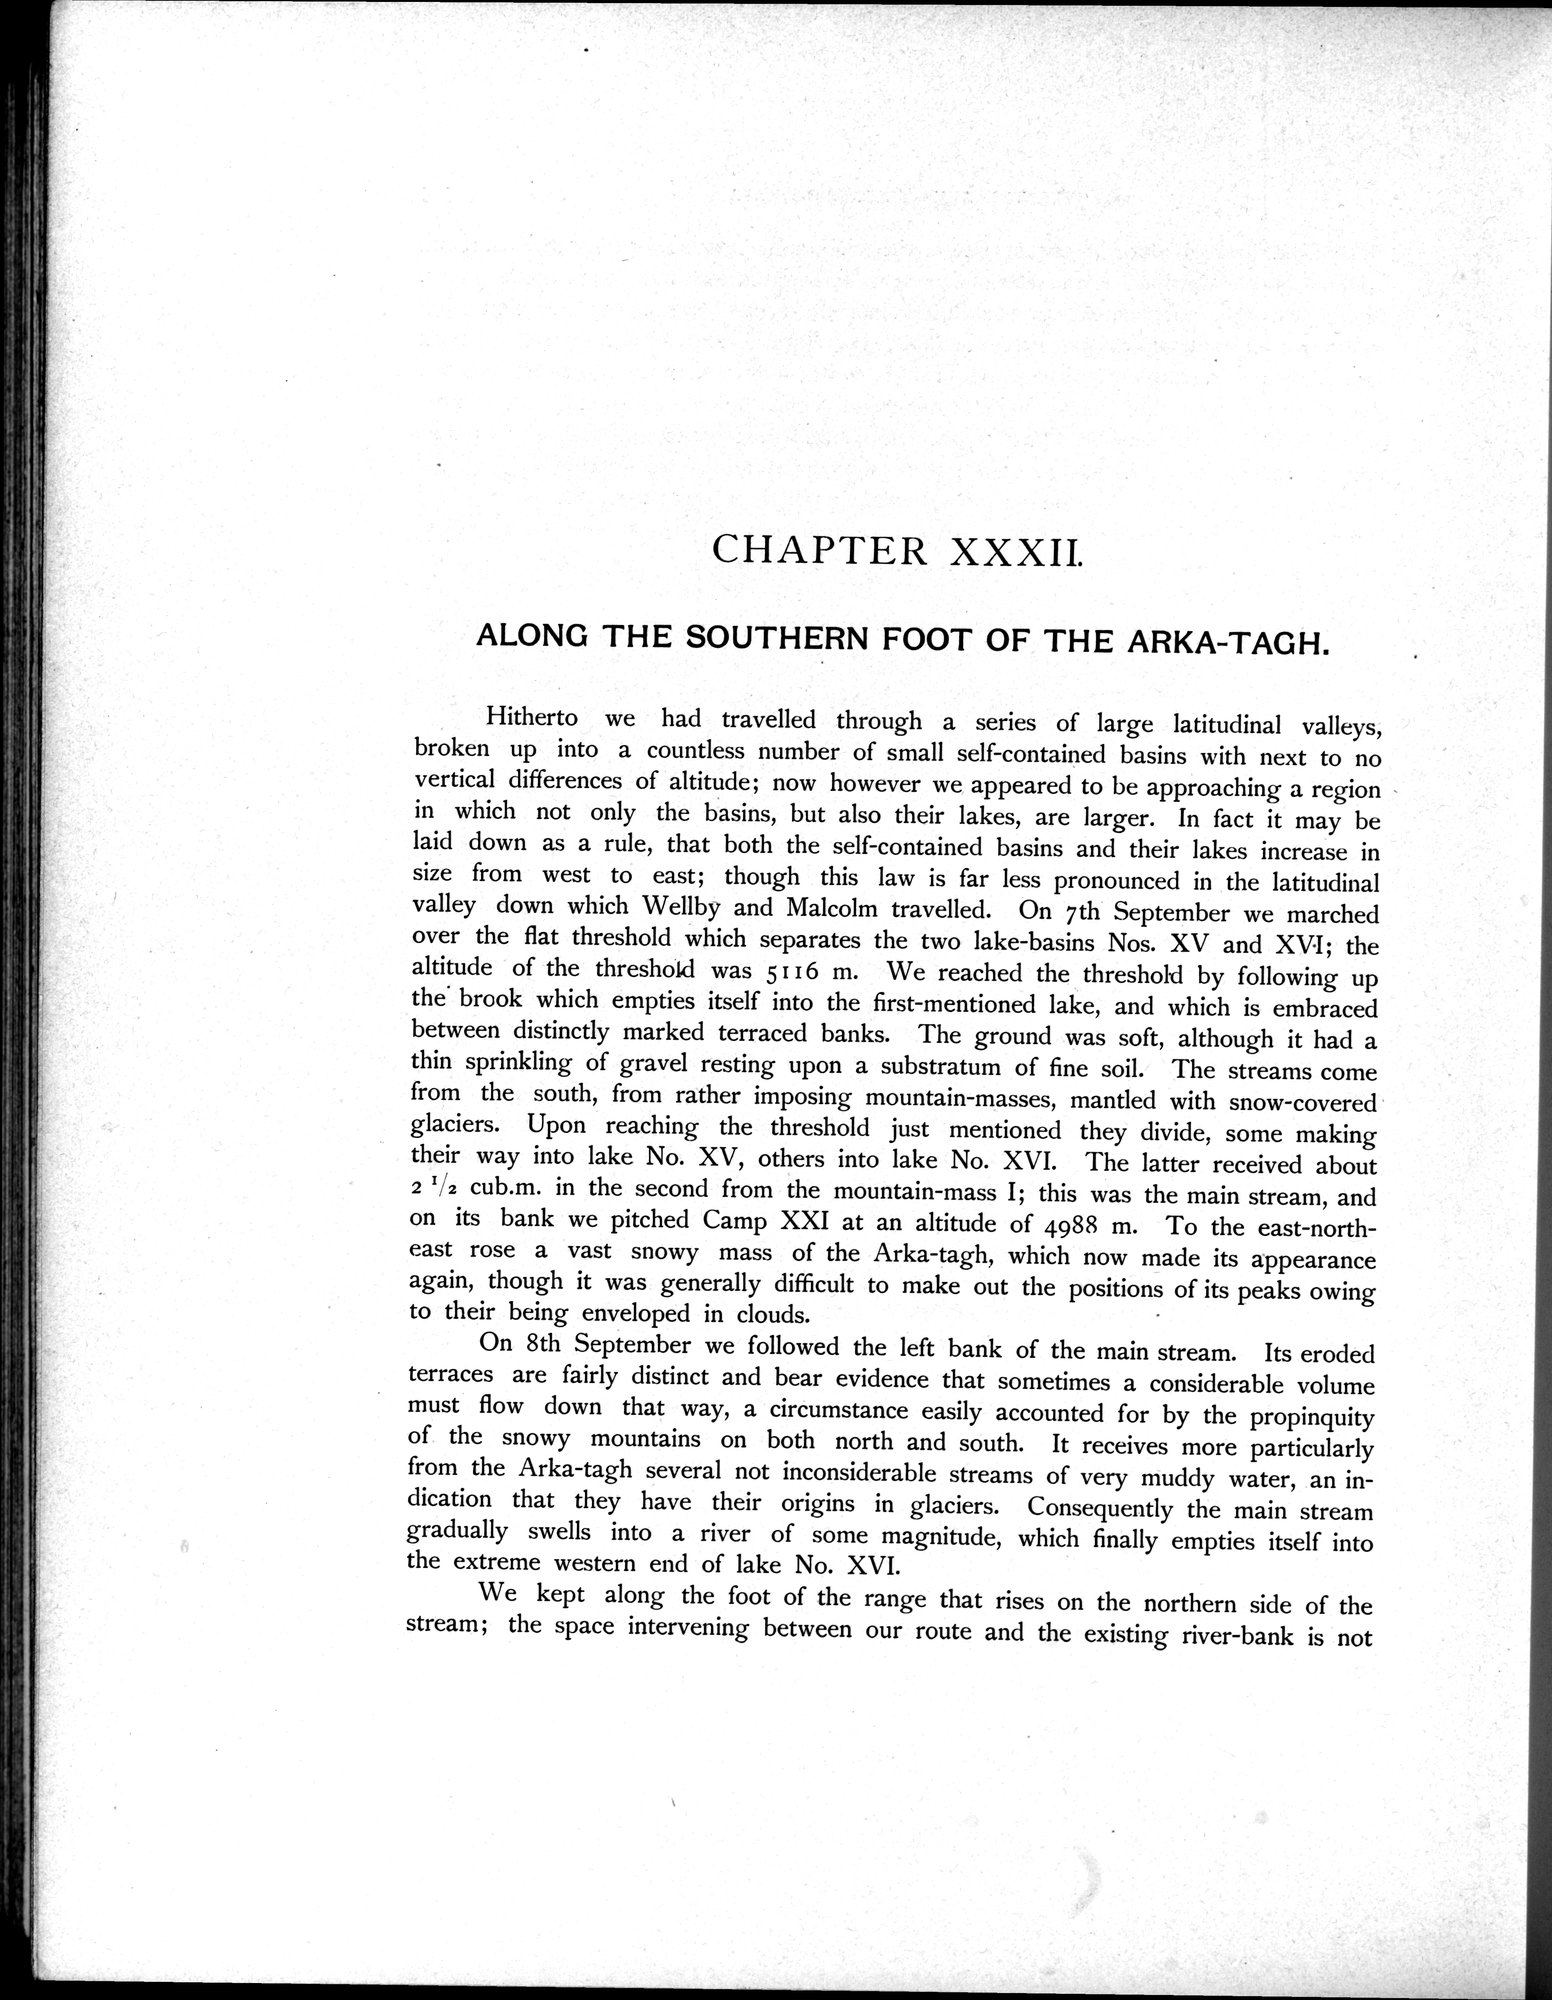 CHAPTER XXXII.
ALONG THE SOUTHERN FOOT OF THE ARKA-TAGH.
Hitherto we had travelled through a series of large latitudinal valleys,
broken up into a countless number of small self-contained basins with next to no
vertical differences of altitude; now however we appeared to be approaching a region
in which not only the basins, but also their lakes, are larger. In fact it may be
laid down as a rule, that both the self-contained basins and their lakes increase in
size from west to east; though this law is far less pronounced in the latitudinal
valley down which Wellby and Malcolm travelled. On 7th September we marched
over the flat threshold which separates the two lake-basins Nos. XV and XVI; the
altitude of the threshold was 5116 m. We reached the threshold by following up
the brook which empties itself into the first-mentioned lake, and which is embraced
between distinctly marked terraced banks. The ground was soft, although it had a
thin sprinkling of gravel resting upon a substratum of fine soil. The streams come
from the south, from rather imposing mountain-masses, mantled with snow-covered
glaciers. Upon reaching the threshold just mentioned they divide, some making
their way into lake No. XV, others into lake No. XVI. The latter received about
2 1/2 cub.m. in the second from the mountain-mass I; this was the main stream, and
on its bank we pitched Camp XXI at an altitude of 4988 m. To the east-north-
east rose a vast snowy mass of the Arka-tagh, which now made its appearance
again, though it was generally difficult to make out the positions of its peaks owing
to their being enveloped in clouds.
On 8th September we followed the left bank of the main stream. Its eroded
terraces are fairly distinct and bear evidence that sometimes a considerable volume
must flow down that way, a circumstance easily accounted for by the propinquity
of the snowy mountains on both north and south. It receives more particularly
from the Arka-tagh several not inconsiderable streams of very muddy water, an in-
dication that they have their origins in glaciers. Consequently the main stream
gradually swells into a river of some magnitude, which finally empties itself into
the extreme western end of lake No. XVI.
We kept along the foot of the range that rises on the northern side of the
stream; the space intervening between our route and the existing river-bank is not